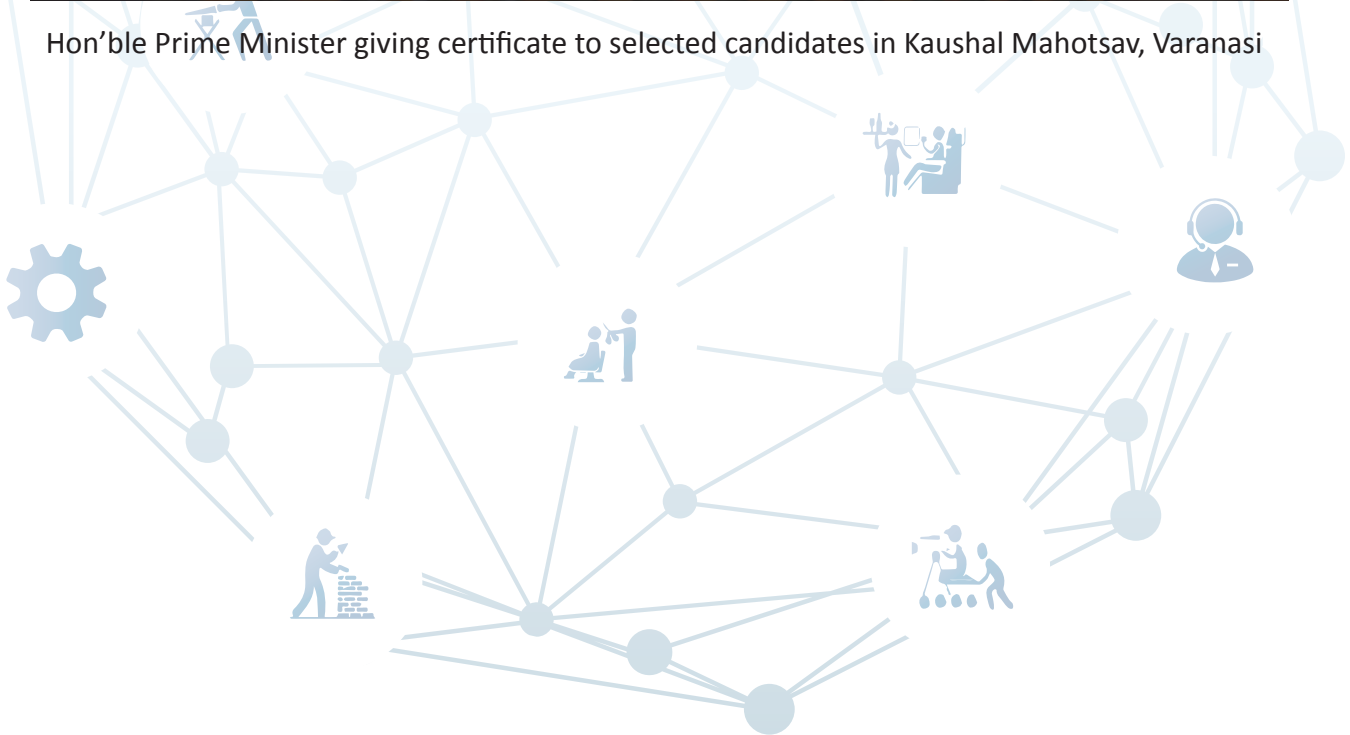 Hon’ble Prime Minister giving certificate to selected candidates in Kaushal Mahotsav, Varanasi